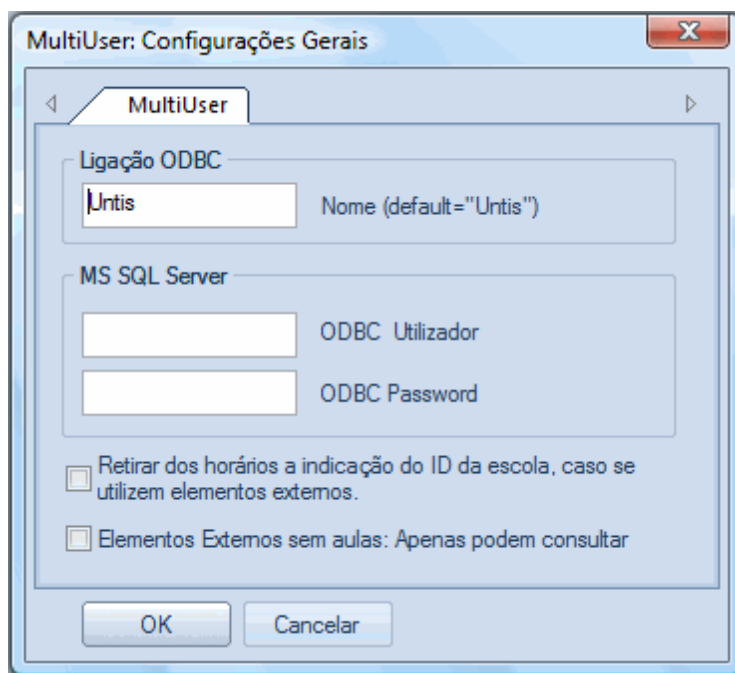 MultiUser: Configurações Gerais
MultiUser
Ligação ODBC
Untis Nome (default="Untis")
MS SQL Server
ODBC Utilizador
ODBC Password
Retirar dos horários a indicação do ID da escola, caso se
utilizem elementos externos.
Elementos Externos sem aulas: Apenas podem consultar
OK Cancelar